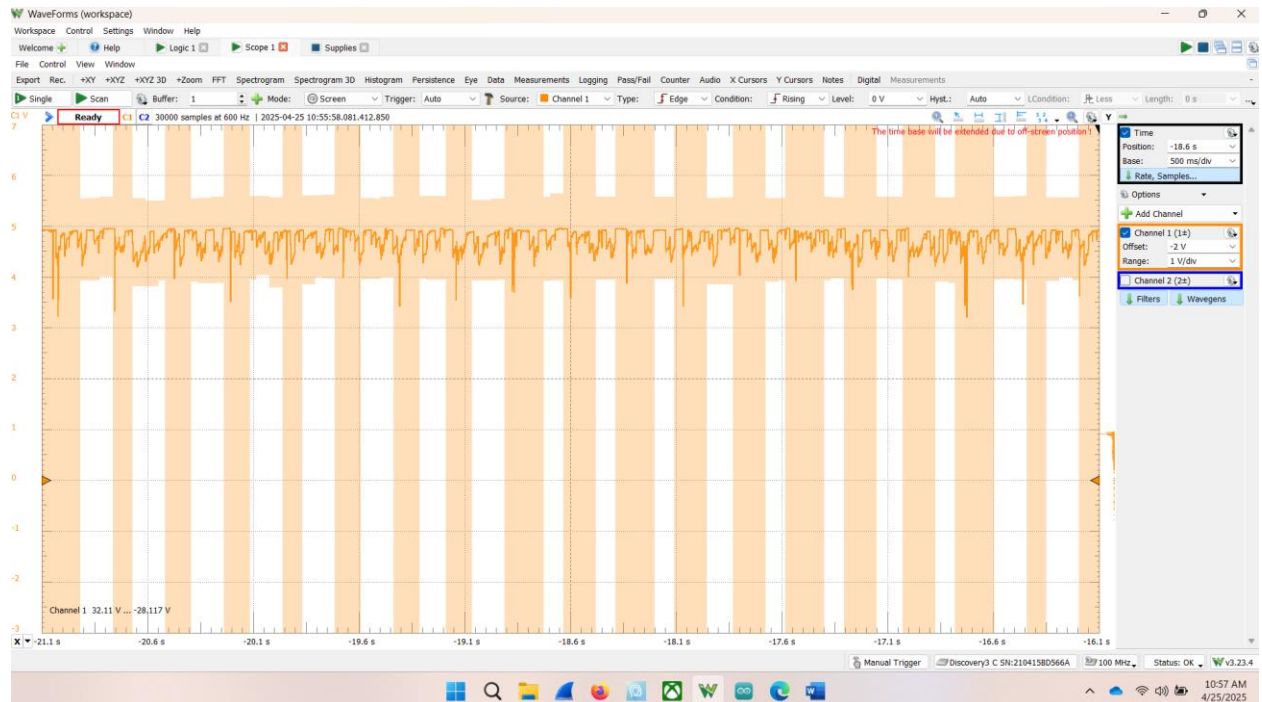 WaveForms (workspace)
Workspace Control Settings Window Help
Welcome Help Logic 1 Scope 1 Supplies
File Control View Window
Export Rec. +XY +XYZ +XYZ 3D +Zoom FFT Spectrogram Spectrogram 3D Histogram Persistence Eye Data Measurements Logging Pass/Fail Counter Audio X Cursors Y Cursors Notes Digital Measurements
Single Scan Buffer: 1 Mode: Screen Trigger: Auto Source: Channel 1 Type: Edge Condition: Rising Level: 0 V Hyst.: Auto LCondition: Less Length: 0 s
C1 V Ready C1 C2 30000 samples at 600 Hz | 2025-04-25 10:55:58.081.412.850 Y
The time base will be extended due to off-screen position !
7
6
5
4
3
2
1
0
-1
-2
-3
Channel 1 32.11 V ... -28.117 V
X -21.1 s -20.6 s -20.1 s -19.6 s -19.1 s -18.6 s -18.1 s -17.6 s -17.1 s -16.6 s -16.1 s
Time
Position: -18.6 s
Base: 500 ms/div
Rate, Samples...
Options
Add Channel
Channel 1 (1±)
Offset: -2 V
Range: 1 V/div
Channel 2 (2±)
Filters Wavegens
Manual Trigger Discovery3 C SN:210415BD566A 100 MHz Status: OK v3.23.4
10:57 AM
4/25/2025